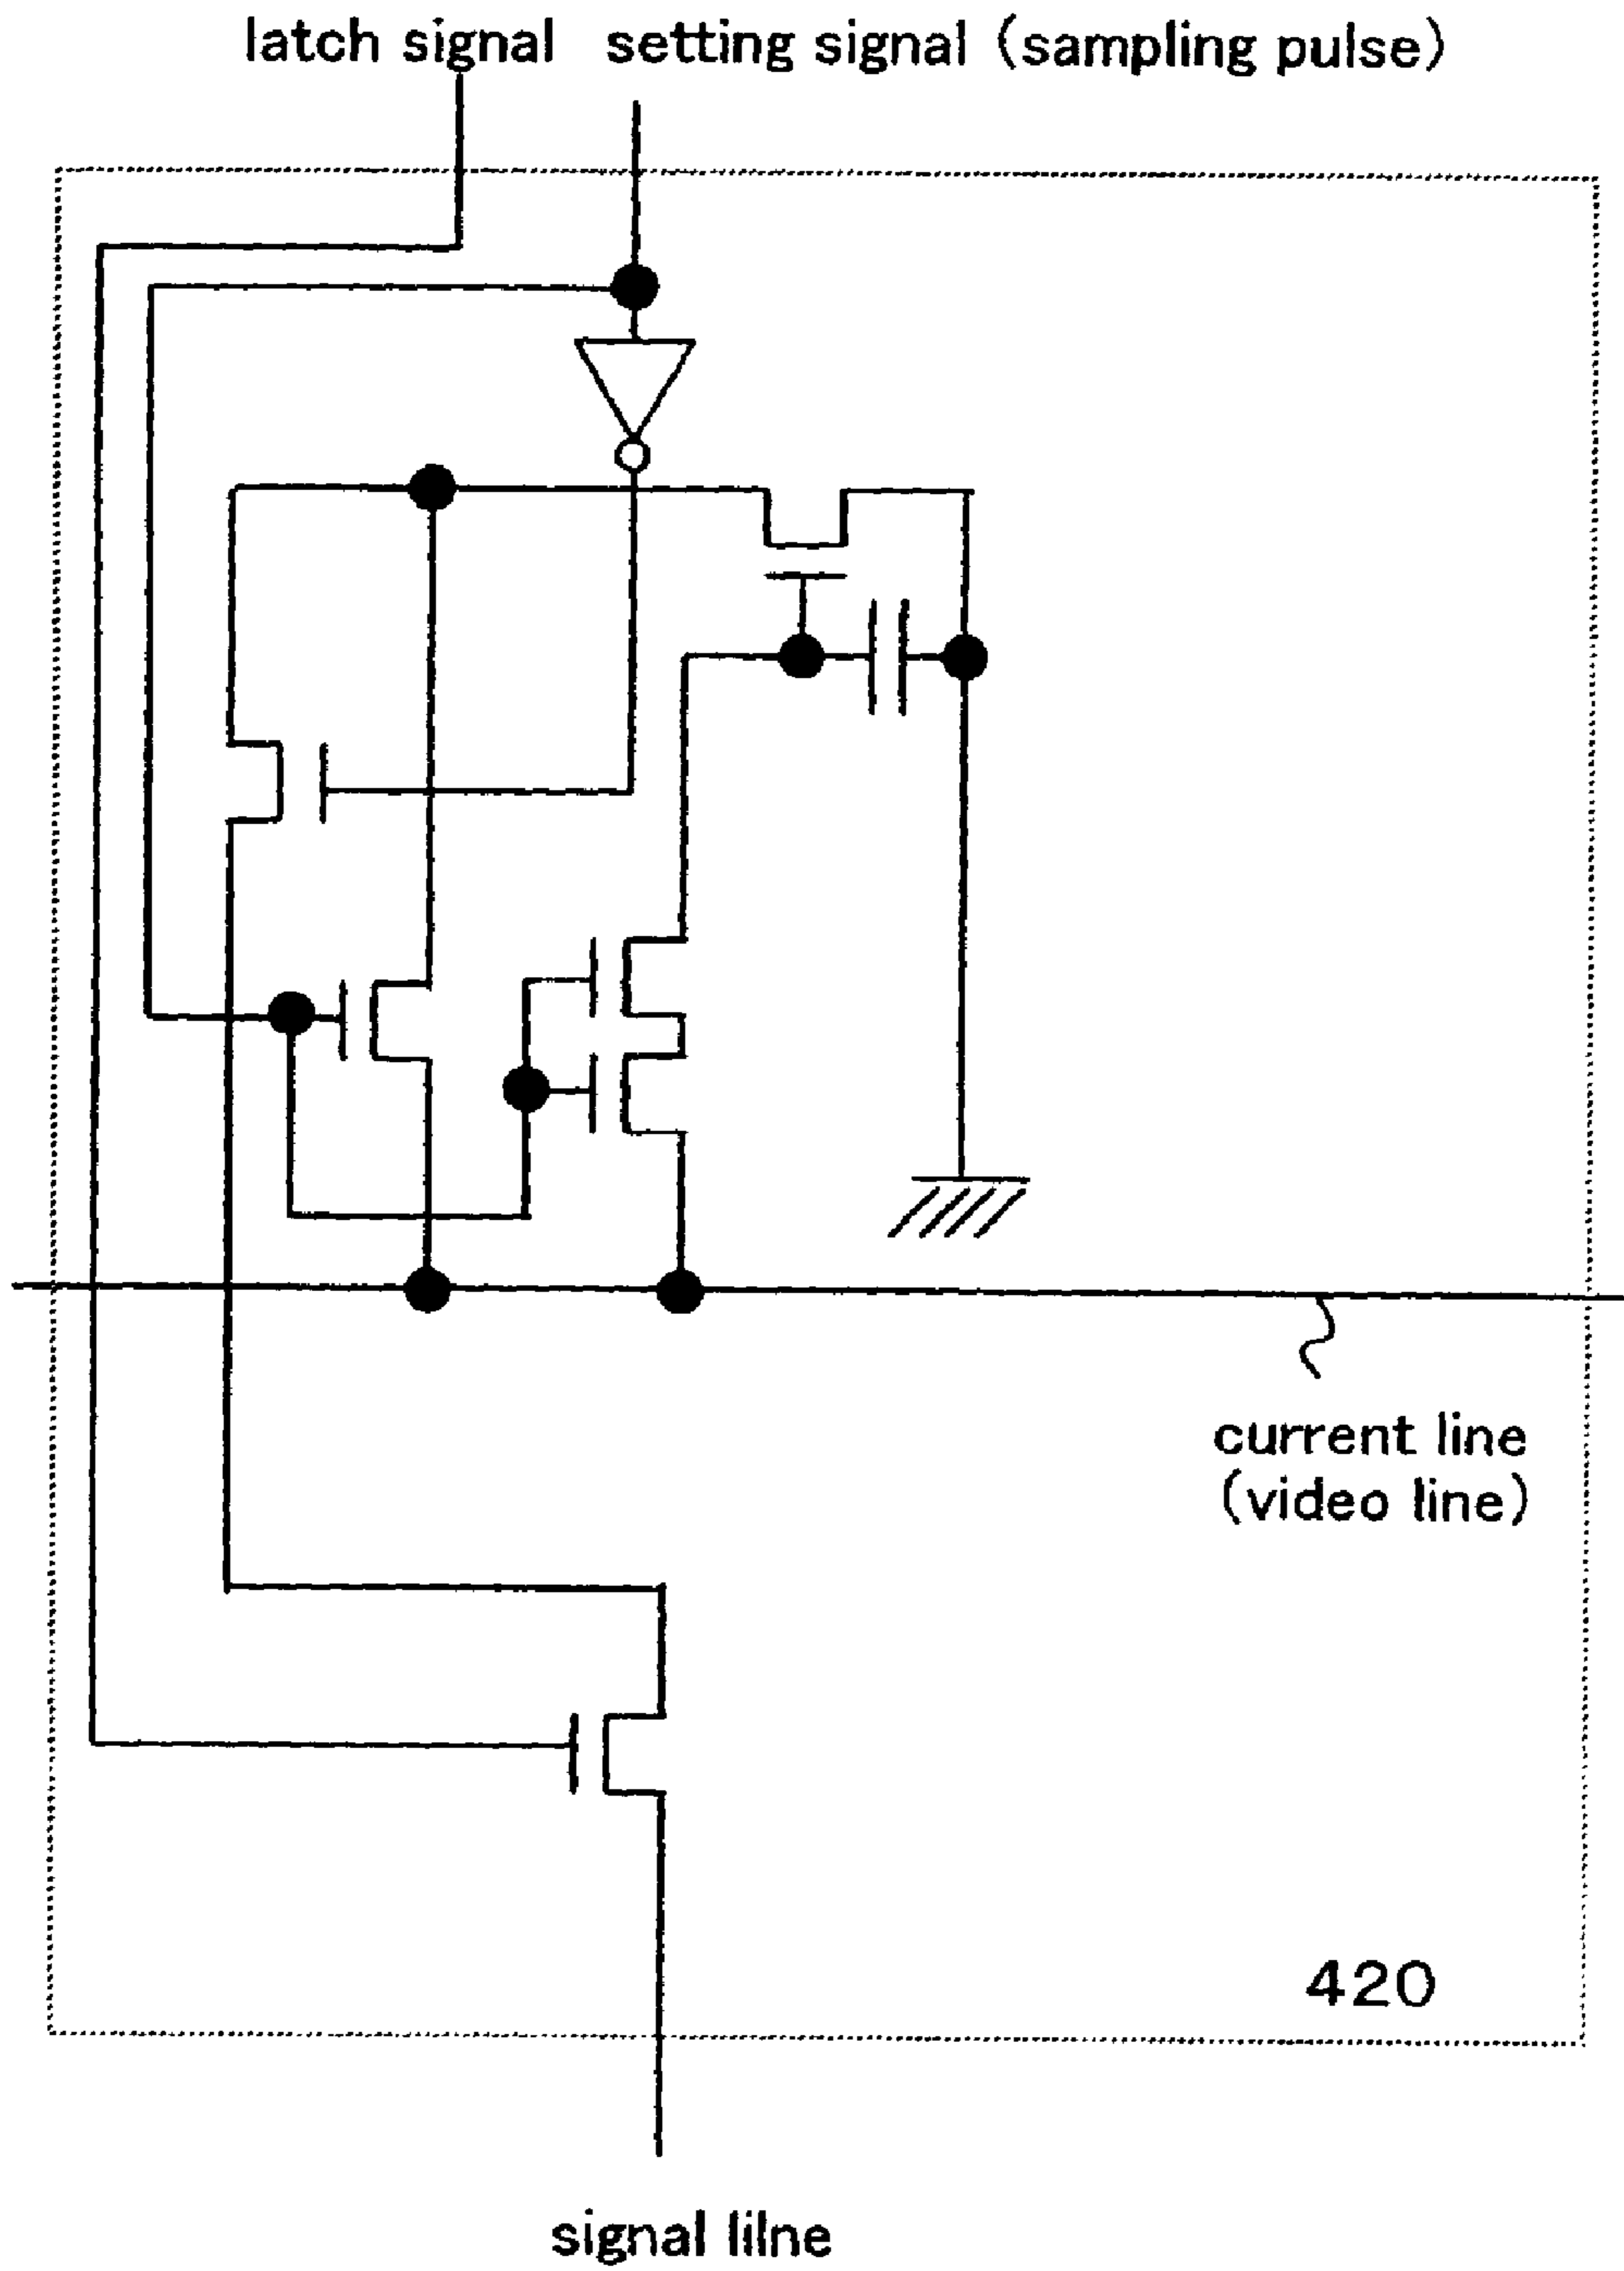 latch signal setting signal (sampling pulse)
current line
(video line)
420
signal lilne